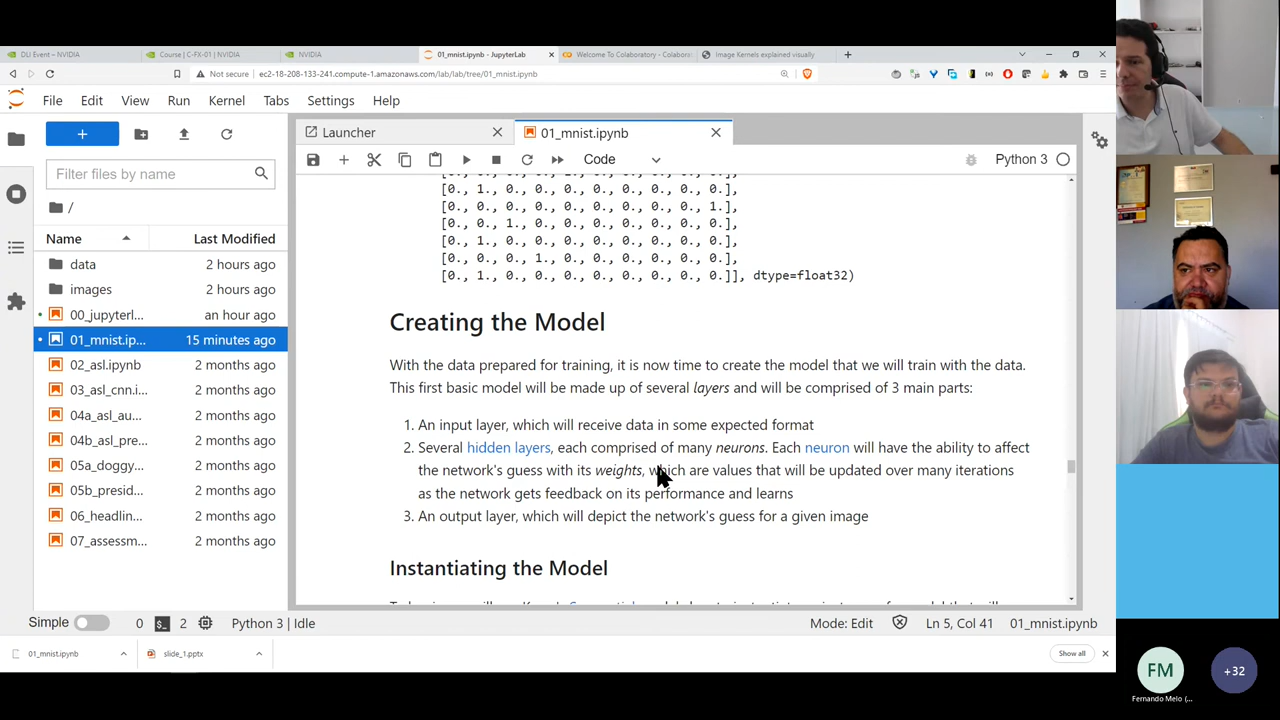 DLI Event – NVIDIA
Course | C-FX-01 | NVIDIA
NVIDIA
01_mnist.ipynb - JupyterLab
Welcome To Colaboratory - Colabora
Image Kernels explained visually
Not secure | ec2-18-208-133-241.compute-1.amazonaws.com/lab/lab/tree/01_mnist.ipynb
File Edit View Run Kernel Tabs Settings Help
Launcher
01_mnist.ipynb
Code
Python 3
Filter files by name
/
Name Last Modified
data 2 hours ago
images 2 hours ago
00_jupyterl... an hour ago
01_mnist.ip... 15 minutes ago
02_asl.ipynb 2 months ago
03_asl_cnn.i... 2 months ago
04a_asl_au... 2 months ago
04b_asl_pre... 2 months ago
05a_doggy... 2 months ago
05b_presid... 2 months ago
06_headlin... 2 months ago
07_assessm... 2 months ago
[0., 1., 0., 0., 0., 0., 0., 0., 0., 0.],
[0., 0., 0., 0., 0., 0., 0., 0., 0., 1.],
[0., 0., 1., 0., 0., 0., 0., 0., 0., 0.],
[0., 1., 0., 0., 0., 0., 0., 0., 0., 0.],
[0., 0., 0., 1., 0., 0., 0., 0., 0., 0.],
[0., 1., 0., 0., 0., 0., 0., 0., 0., 0.]], dtype=float32)
Creating the Model
With the data prepared for training, it is now time to create the model that we will train with the data.
This first basic model will be made up of several layers and will be comprised of 3 main parts:
1. An input layer, which will receive data in some expected format
2. Several hidden layers, each comprised of many neurons. Each neuron will have the ability to affect
the network's guess with its weights, which are values that will be updated over many iterations
as the network gets feedback on its performance and learns
3. An output layer, which will depict the network's guess for a given image
Instantiating the Model
Simple 0 2 Python 3 | Idle Mode: Edit Ln 5, Col 41 01_mnist.ipynb
01_mnist.ipynb
slide_1.pptx
Show all
FM
Fernando Melo (...
+32